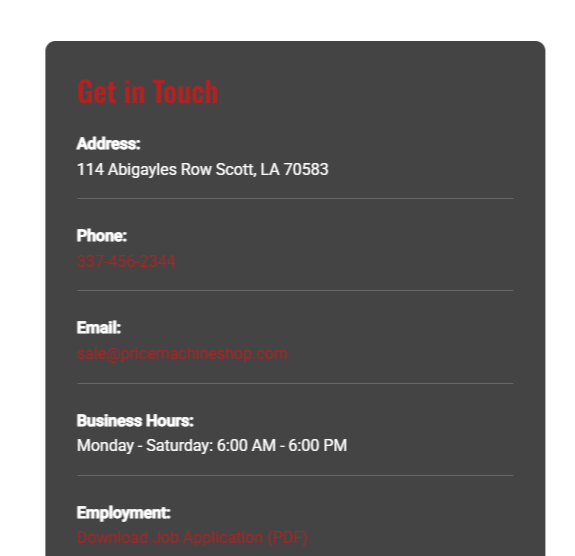 Get in Touch
Address:
114 Abigayles Row Scott, LA 70583
Phone:
337-456-2344
Email:
sale@pricemachineshop.com
Business Hours:
Monday - Saturday: 6:00 AM - 6:00 PM
Employment:
Download Job Application (PDF)